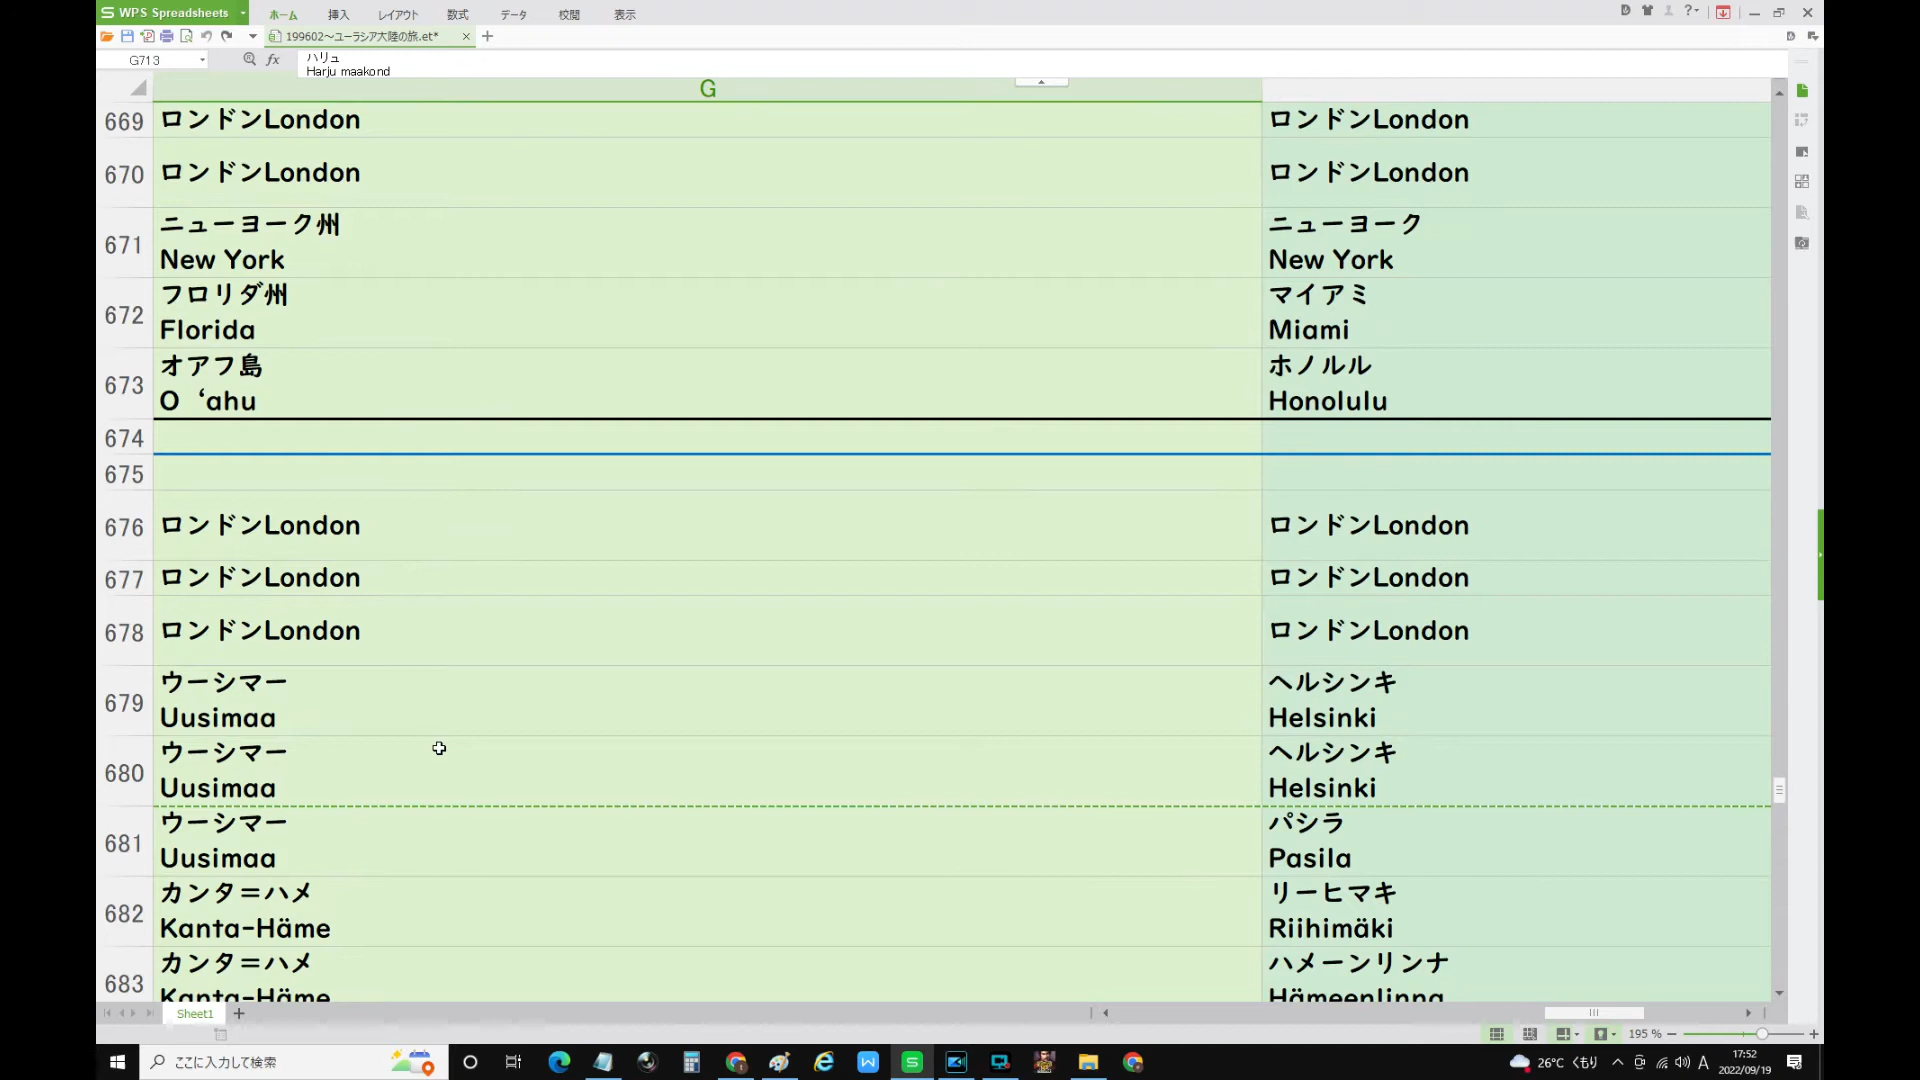 WPS Spreadsheets
ホーム
挿入
レイアウト
数式
データ
校閲
表示
199602～ユーラシア大陸の旅.et*
G713
fx
ハリュ
Harju maakond
G
669
ロンドンLondon
ロンドンLondon
670
ロンドンLondon
ロンドンLondon
671
ニューヨーク州
New York
ニューヨーク
New York
672
フロリダ州
Florida
マイアミ
Miami
673
オアフ島
O‘ahu
ホノルル
Honolulu
674
675
676
ロンドンLondon
ロンドンLondon
677
ロンドンLondon
ロンドンLondon
678
ロンドンLondon
ロンドンLondon
679
ウーシマー
Uusimaa
ヘルシンキ
Helsinki
680
ウーシマー
Uusimaa
ヘルシンキ
Helsinki
681
ウーシマー
Uusimaa
パシラ
Pasila
682
カンタ＝ハメ
Kanta-Häme
リーヒマキ
Riihimäki
683
カンタ＝ハメ
Kanta-Häme
ハメーンリンナ
Hämeenlinna
Sheet1
195 %
ここに入力して検索
26°C くもり
A
17:52
2022/09/19